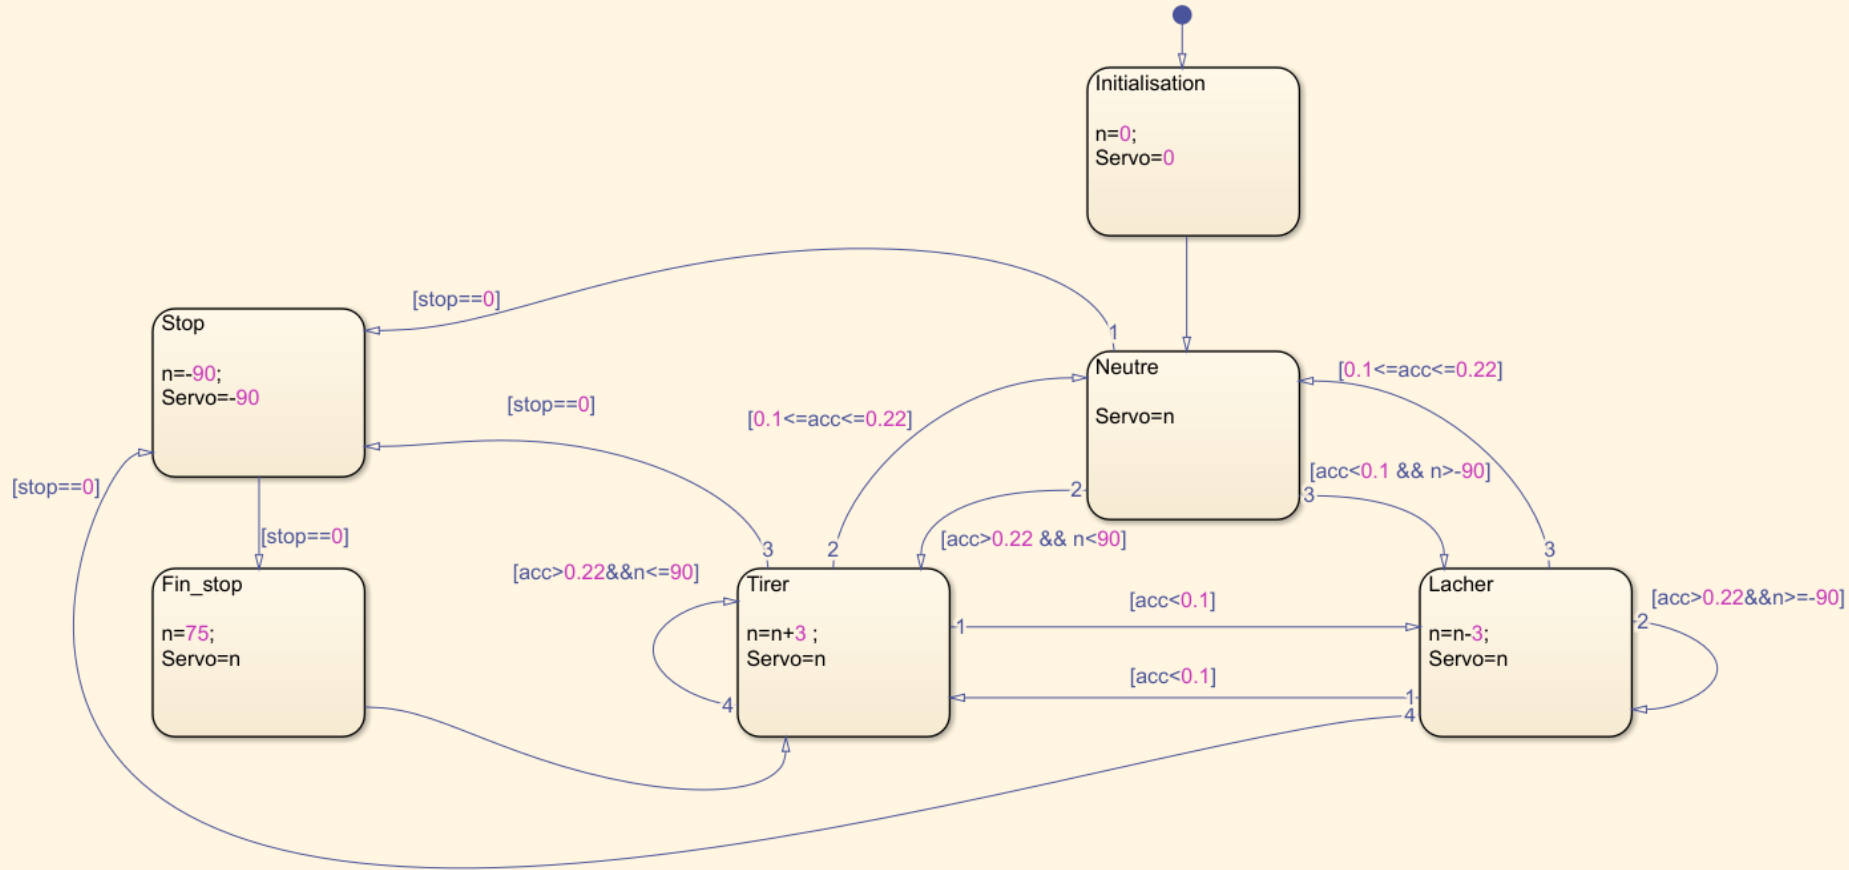 Initialisation
n=0;
Servo=0
[stop==0]
1
Stop
n=-90;
Servo=-90
Neutre
Servo=n
[0.1<=acc<=0.22]
[stop==0]
[0.1<=acc<=0.22]
[acc<0.1 && n>-90]
[stop==0]
2
3
[stop==0]
[acc>0.22 && n<90]
3
2
3
[acc>0.22&&n<=90]
Fin_stop
n=75;
Servo=n
Tirer
n=n+3 ;
Servo=n
[acc<0.1]
1
Lacher
n=n-3;
Servo=n
[acc>0.22&&n>=-90]
2
[acc<0.1]
1
4
4